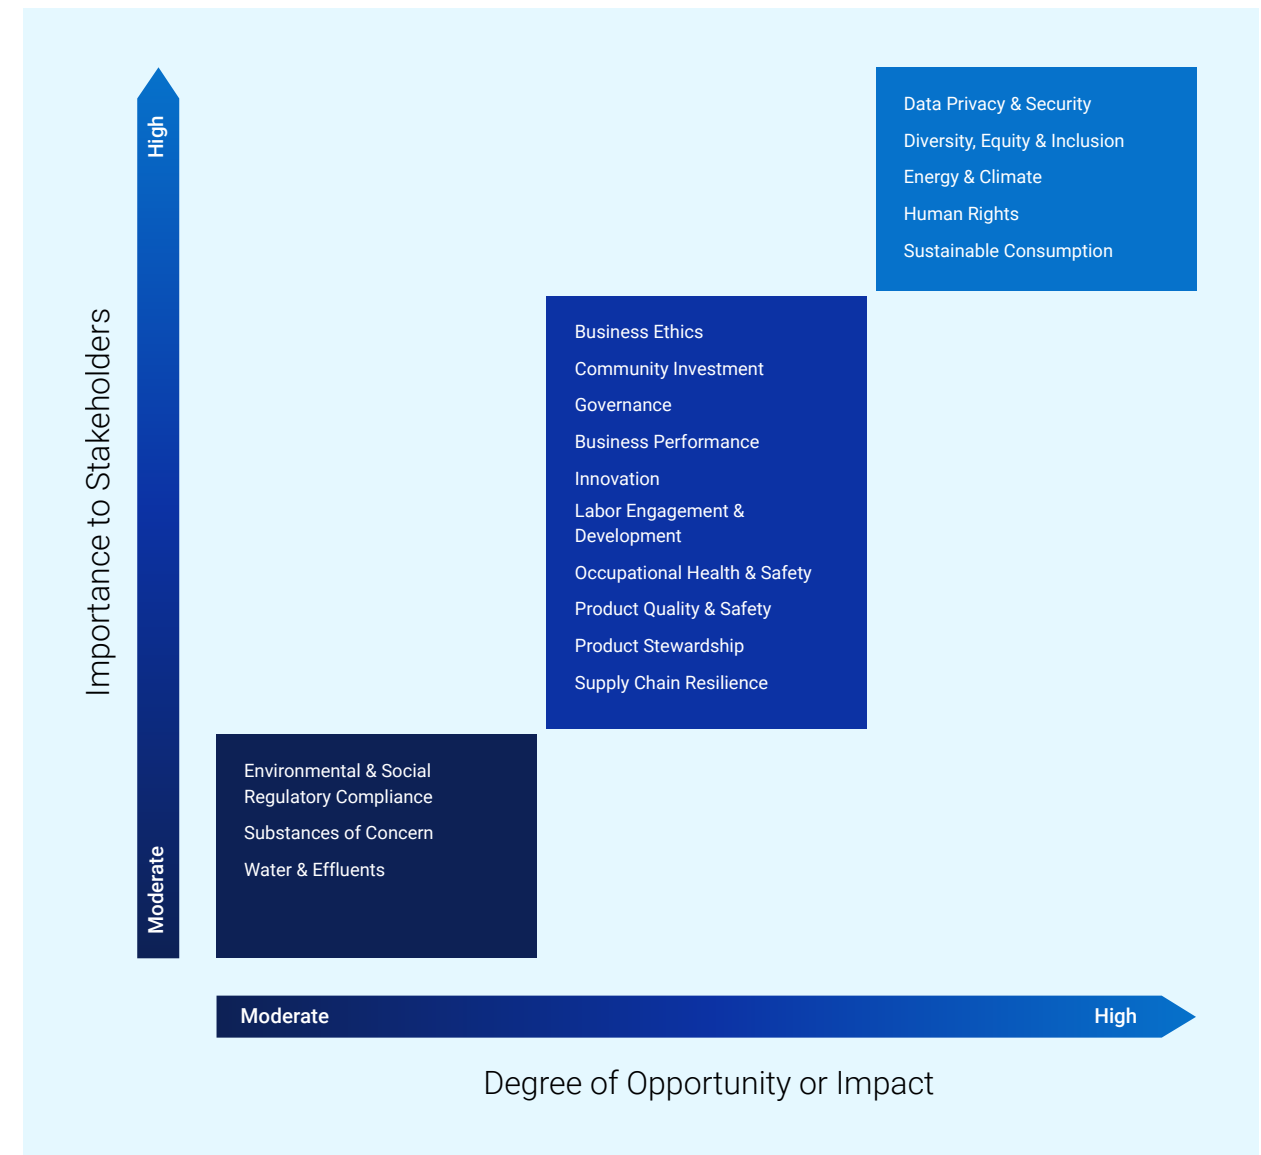 High
Moderate
Importance to Stakeholders
Data Privacy & Security
Diversity, Equity & Inclusion
Energy & Climate
Human Rights
Sustainable Consumption
Business Ethics
Community Investment
Governance
Business Performance
Innovation
Labor Engagement &
Development
Occupational Health & Safety
Product Quality & Safety
Product Stewardship
Supply Chain Resilience
Environmental & Social
Regulatory Compliance
Substances of Concern
Water & Effluents
Moderate
High
Degree of Opportunity or Impact